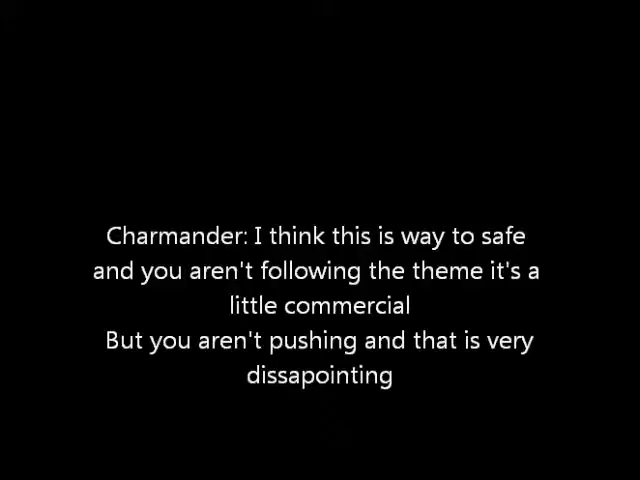 Charmander: I think this is way to safe
and you aren't following the theme it's a
little commercial
But you aren't pushing and that is very
dissapointing